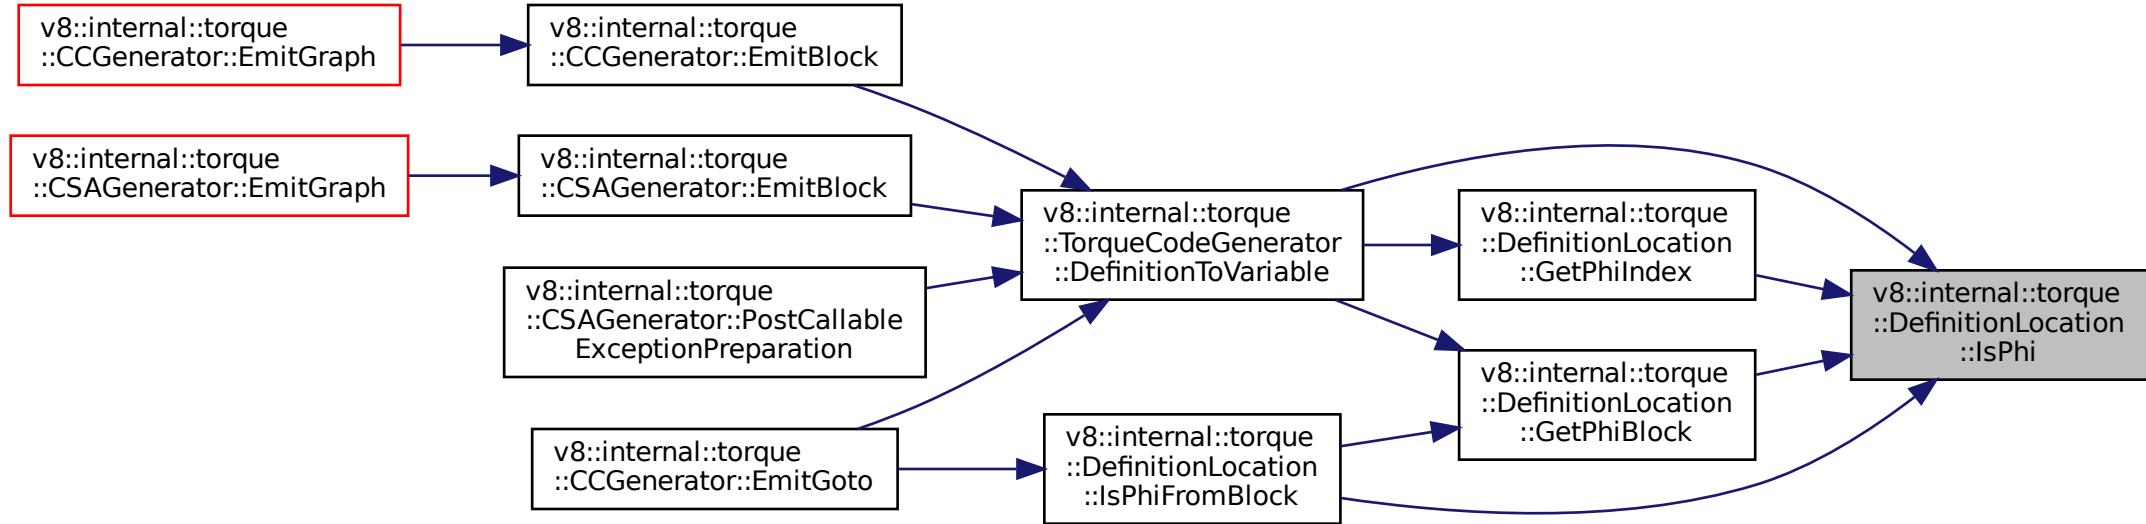 v8::internal::torque
::CCGenerator::EmitGraph
v8::internal::torque
::CCGenerator::EmitBlock
v8::internal::torque
::CSAGenerator::EmitGraph
v8::internal::torque
::CSAGenerator::EmitBlock
v8::internal::torque
::CSAGenerator::PostCallable
ExceptionPreparation
v8::internal::torque
::CCGenerator::EmitGoto
v8::internal::torque
::TorqueCodeGenerator
::DefinitionToVariable
v8::internal::torque
::DefinitionLocation
::IsPhiFromBlock
v8::internal::torque
::DefinitionLocation
::GetPhiIndex
v8::internal::torque
::DefinitionLocation
::GetPhiBlock
v8::internal::torque
::DefinitionLocation
::IsPhi